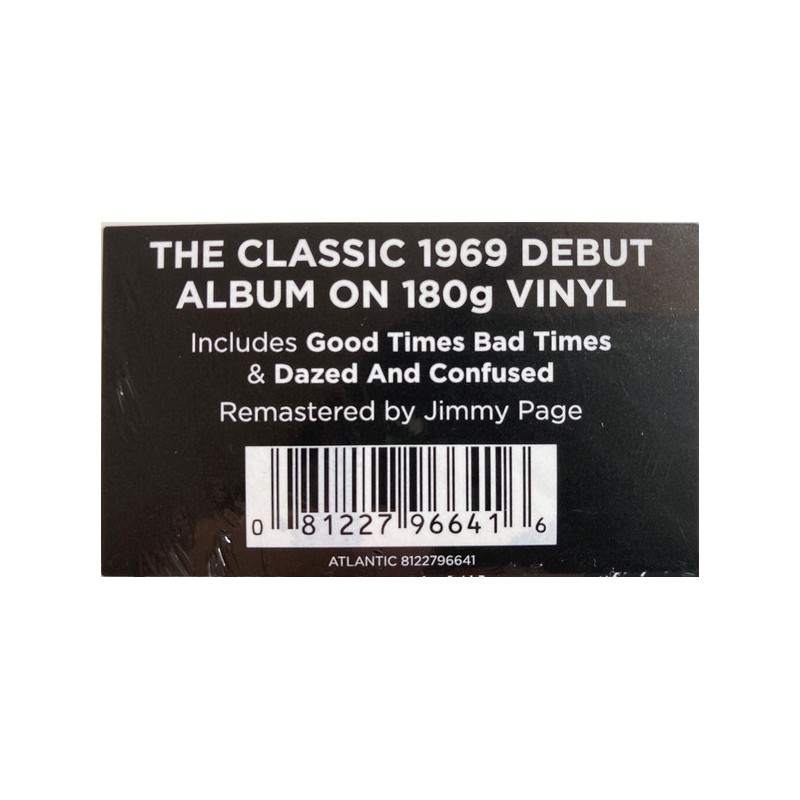 THE CLASSIC 1969 DEBUT
ALBUM ON 180g VINYL
Includes Good Times Bad Times
& Dazed And Confused
Remastered by Jimmy Page
0 81227 96641 6
ATLANTIC 8122796641